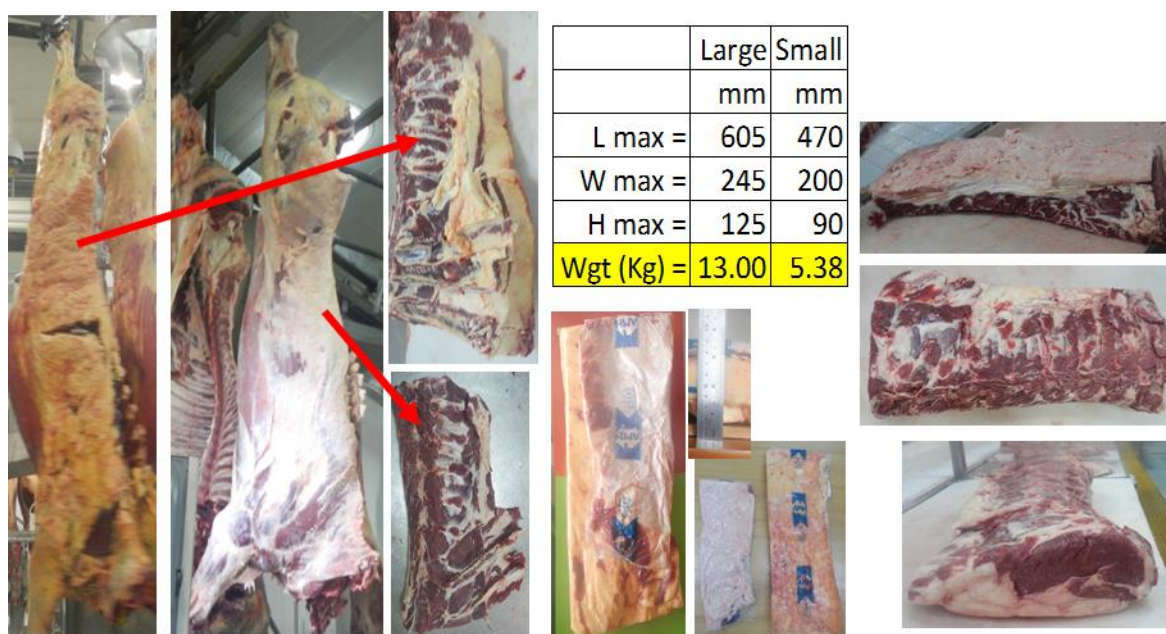 Large Small
mm mm
L max = 605 470
W max = 245 200
H max = 125 90
Wgt (Kg) = 13.00 5.38